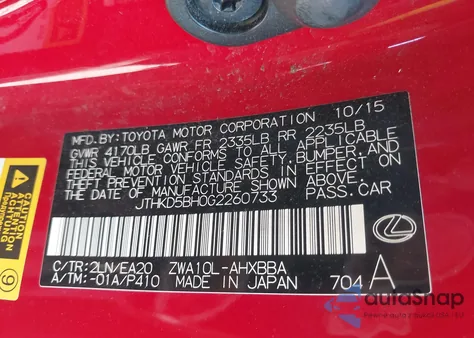 MFD. BY: TOYOTA MOTOR CORPORATION 10/15
GVWR 4170LB GAWR FR 2335LB RR 2235LB
THIS VEHICLE CONFORMS TO ALL APPLICABLE
FEDERAL MOTOR VEHICLE SAFETY, BUMPER, AND
THEFT PREVENTION STANDARDS IN EFFECT ON
THE DATE OF MANUFACTURE SHOWN ABOVE.
JTHKD5BH0G2260733 PASS. CAR
C/TR: 2LN/EA20 ZWA10L-AHXBBA
A/TM: -01A/P410 MADE IN JAPAN 704 A
ATTENTION
9
autoSnap